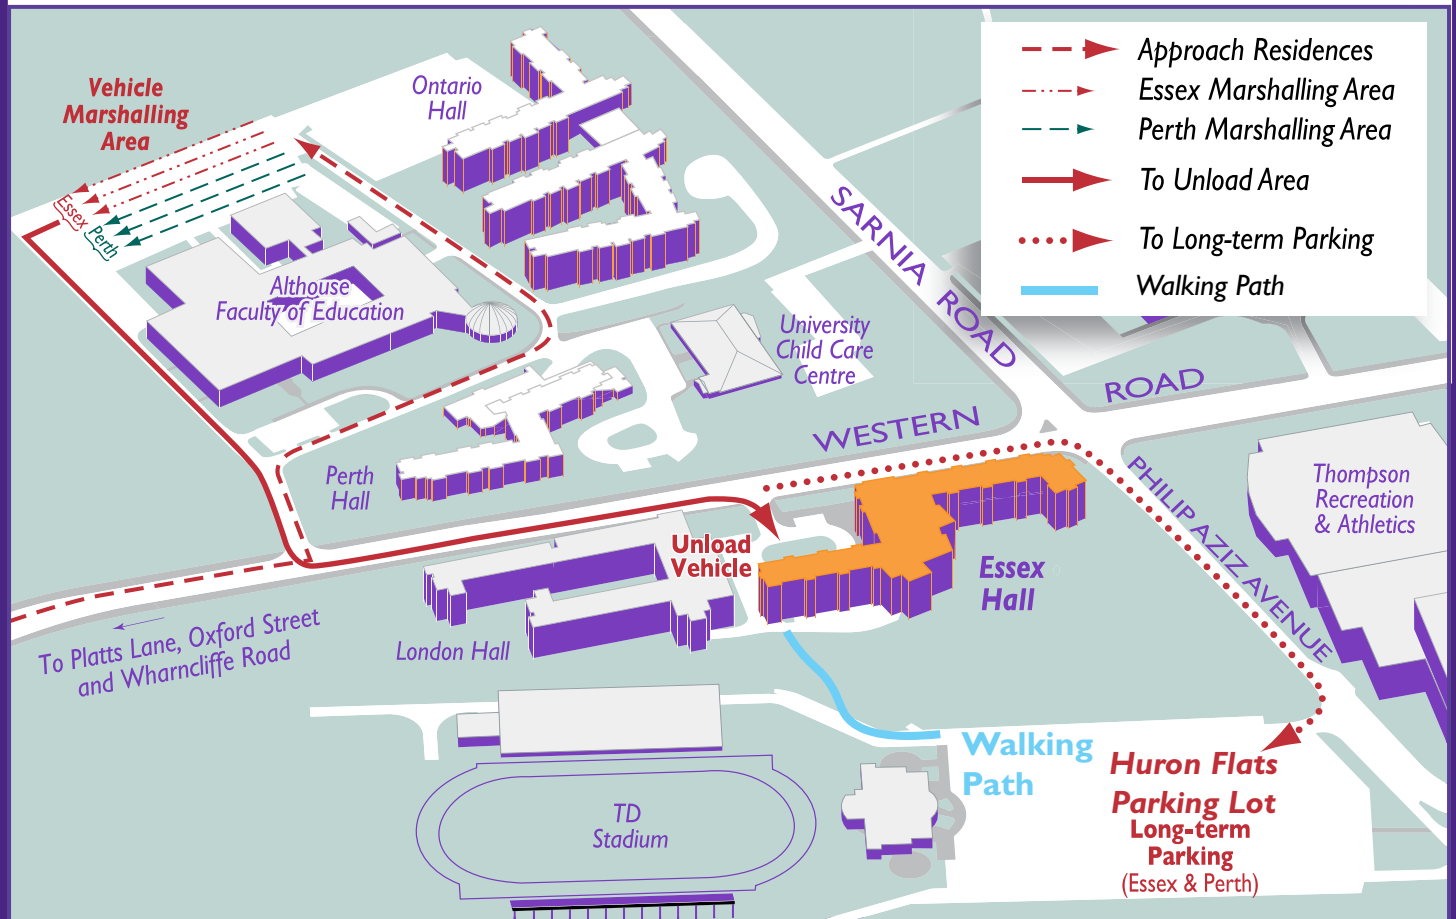 Vehicle
Marshalling
Area
Ontario
Hall
Approach Residences
Essex Marshalling Area
Perth Marshalling Area
To Unload Area
To Long-term Parking
Walking Path
Essex
Perth
SARNIA ROAD
Althouse
Faculty of Education
University
Child Care
Centre
WESTERN ROAD
Perth
Hall
PHILIP AZIZ AVENUE
Thompson
Recreation
& Athletics
Unload
Vehicle
Essex
Hall
London Hall
To Platts Lane, Oxford Street
and Wharncliffe Road
Walking
Path
Huron Flats
Parking Lot
Long-term
Parking
(Essex & Perth)
TD
Stadium